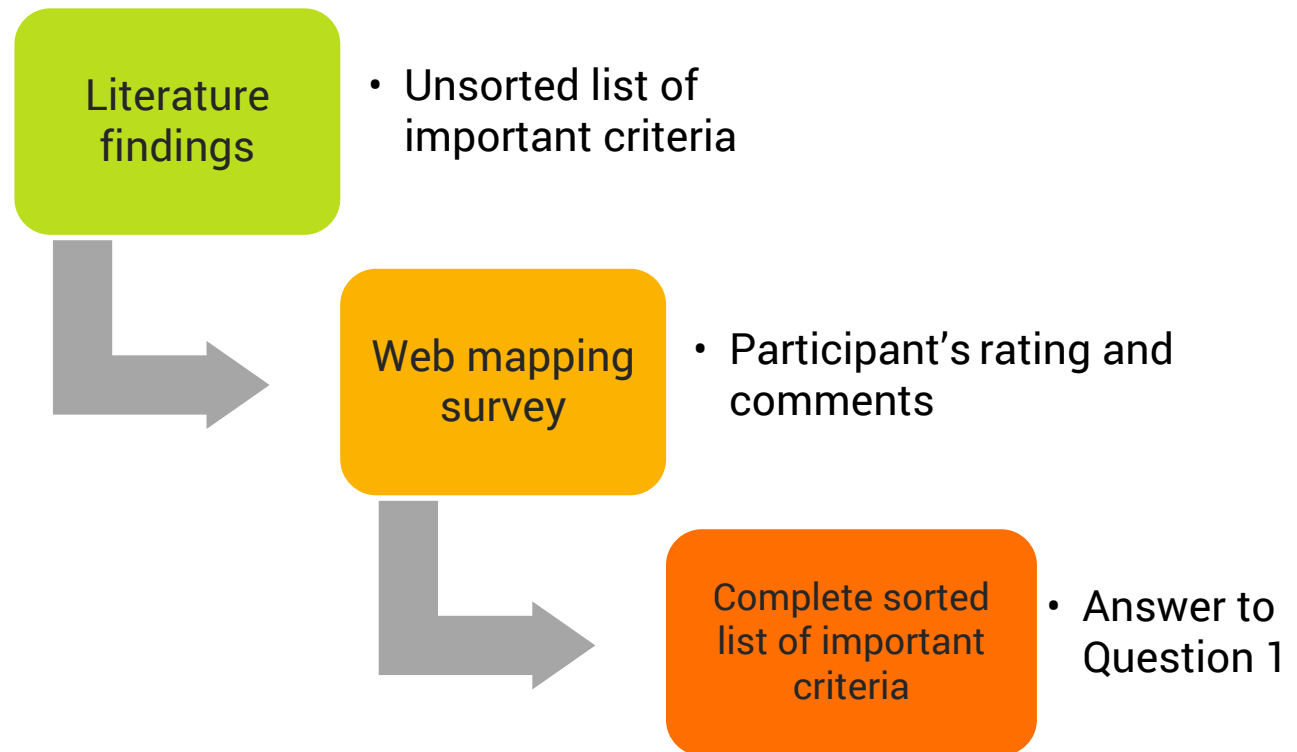 Literature
findings
• Unsorted list of
important criteria
Web mapping
survey
• Participant’s rating and
comments
Complete sorted
list of important
criteria
• Answer to
Question 1